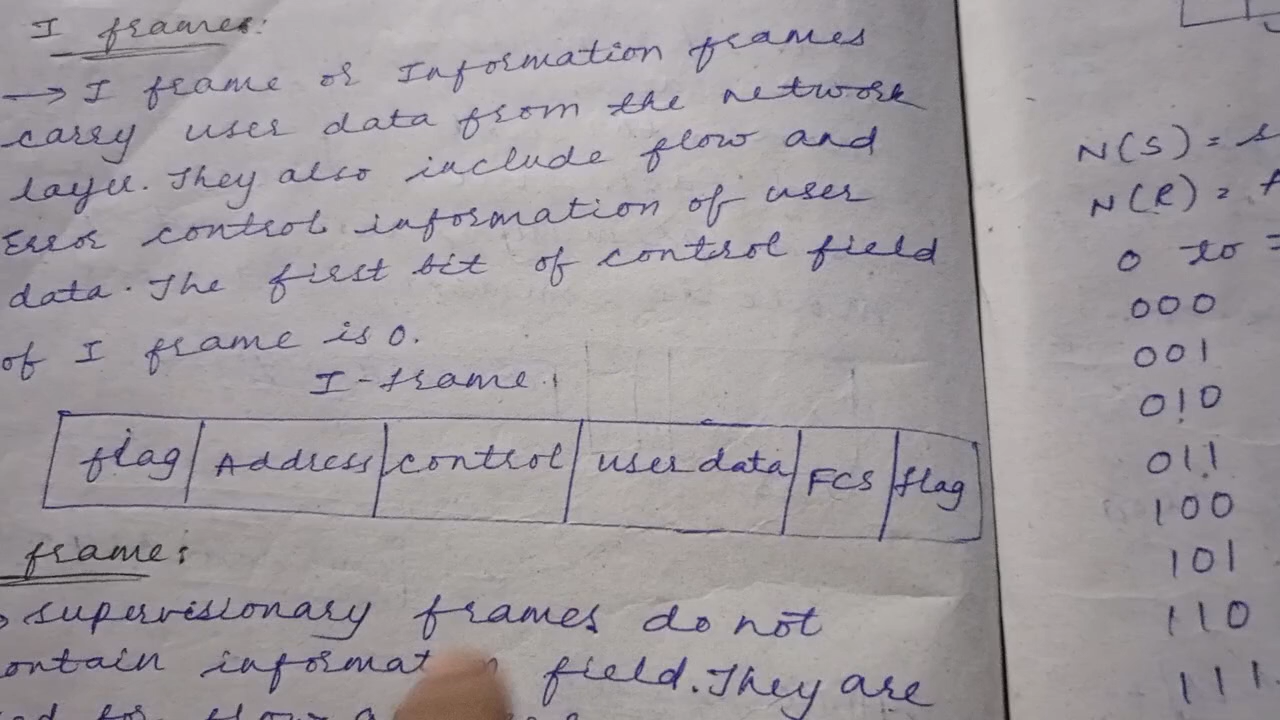 I frames:
→ I frame or Information frames
carry user data from the network
layer. They also include flow and
Error control information of user
data. The first bit of control field
of I frame is 0.
I-frame
flag Address control user data FCS flag
frame:
supervisionary frames do not
field. They are
N(S) =
N(R) =
0 to
000
001
010
011
100
101
110
111